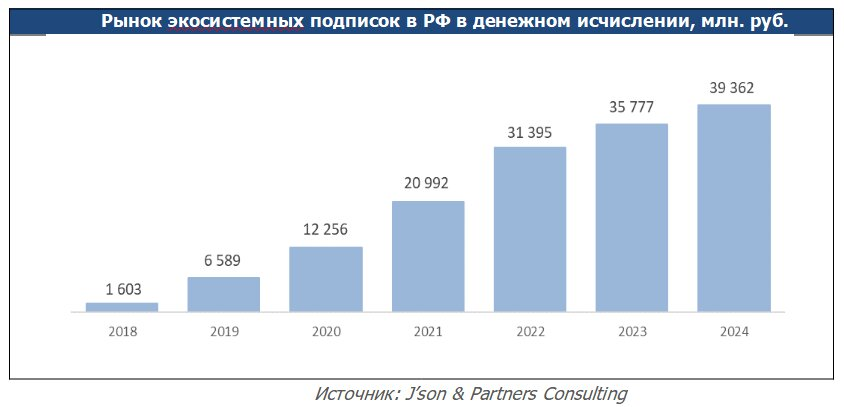 Рынок экосистемных подписок в РФ в денежном исчислении, млн. руб.
1 603
6 589
12 256
20 992
31 395
35 777
39 362
2018 2019 2020 2021 2022 2023 2024
Источник: J’son & Partners Consulting